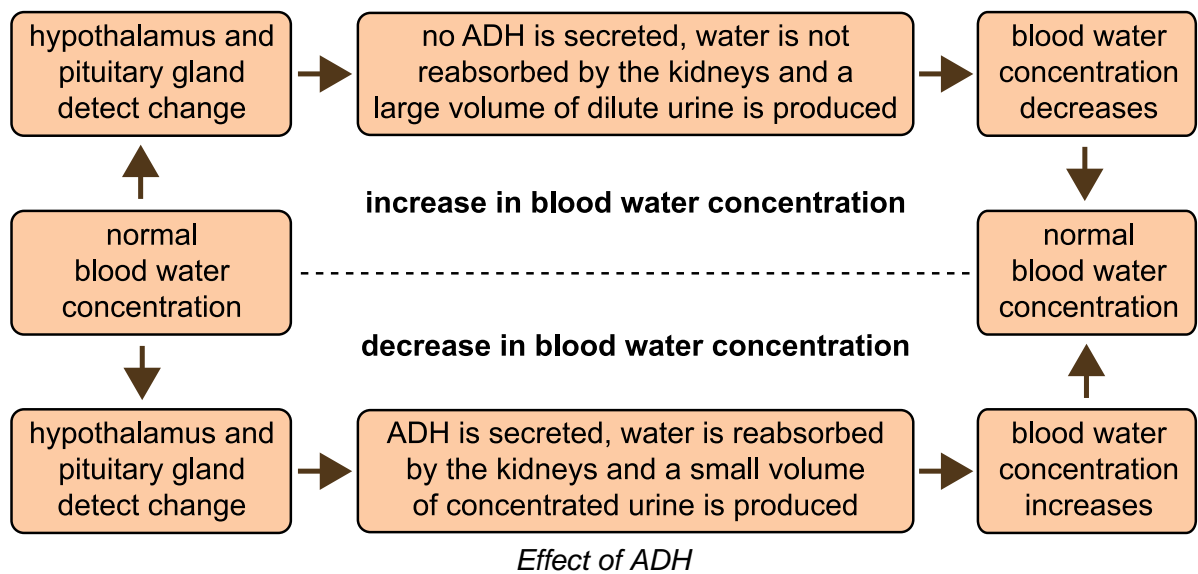 hypothalamus and
pituitary gland
detect change
no ADH is secreted, water is not
reabsorbed by the kidneys and a
large volume of dilute urine is produced
blood water
concentration
decreases
increase in blood water concentration
normal
blood water
concentration
normal
blood water
concentration
decrease in blood water concentration
hypothalamus and
pituitary gland
detect change
ADH is secreted, water is reabsorbed
by the kidneys and a small volume
of concentrated urine is produced
blood water
concentration
increases
Effect of ADH